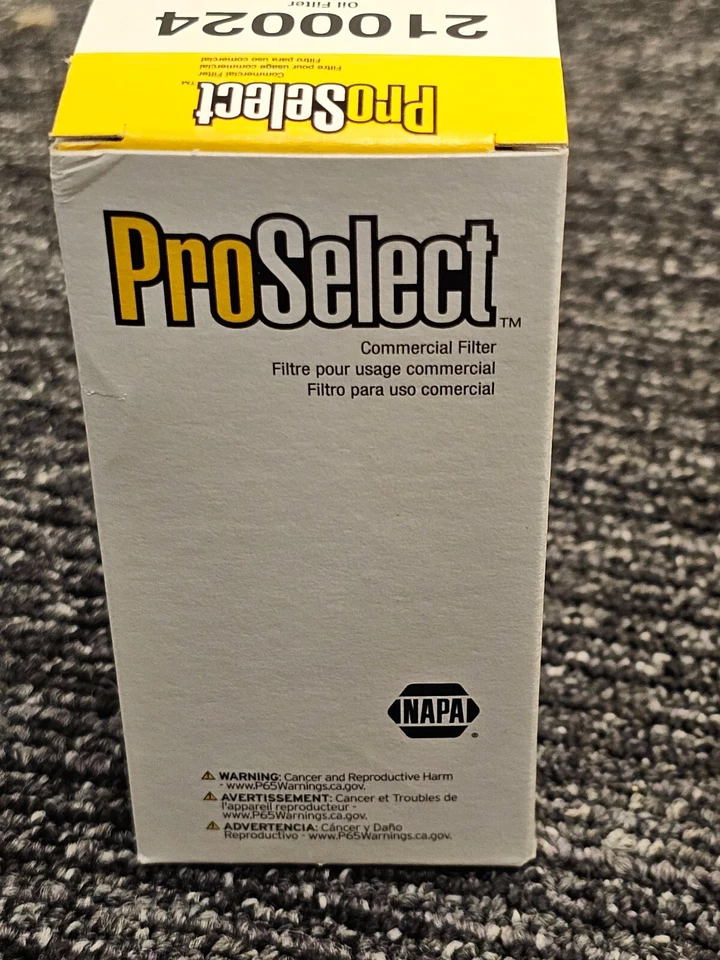 Oil Filter
2100024
Filtro para uso comercial
Filtre pour usage commercial
Commercial Filter
ProSelect™
ProSelect™
Commercial Filter
Filtre pour usage commercial
Filtro para uso comercial
NAPA®
⚠ WARNING: Cancer and Reproductive Harm
- www.P65Warnings.ca.gov.
⚠ AVERTISSEMENT: Cancer et Troubles de
l'appareil reproducteur -
www.P65Warnings.ca.gov.
⚠ ADVERTENCIA: Cáncer y Daño
Reproductivo - www.P65Warnings.ca.gov.